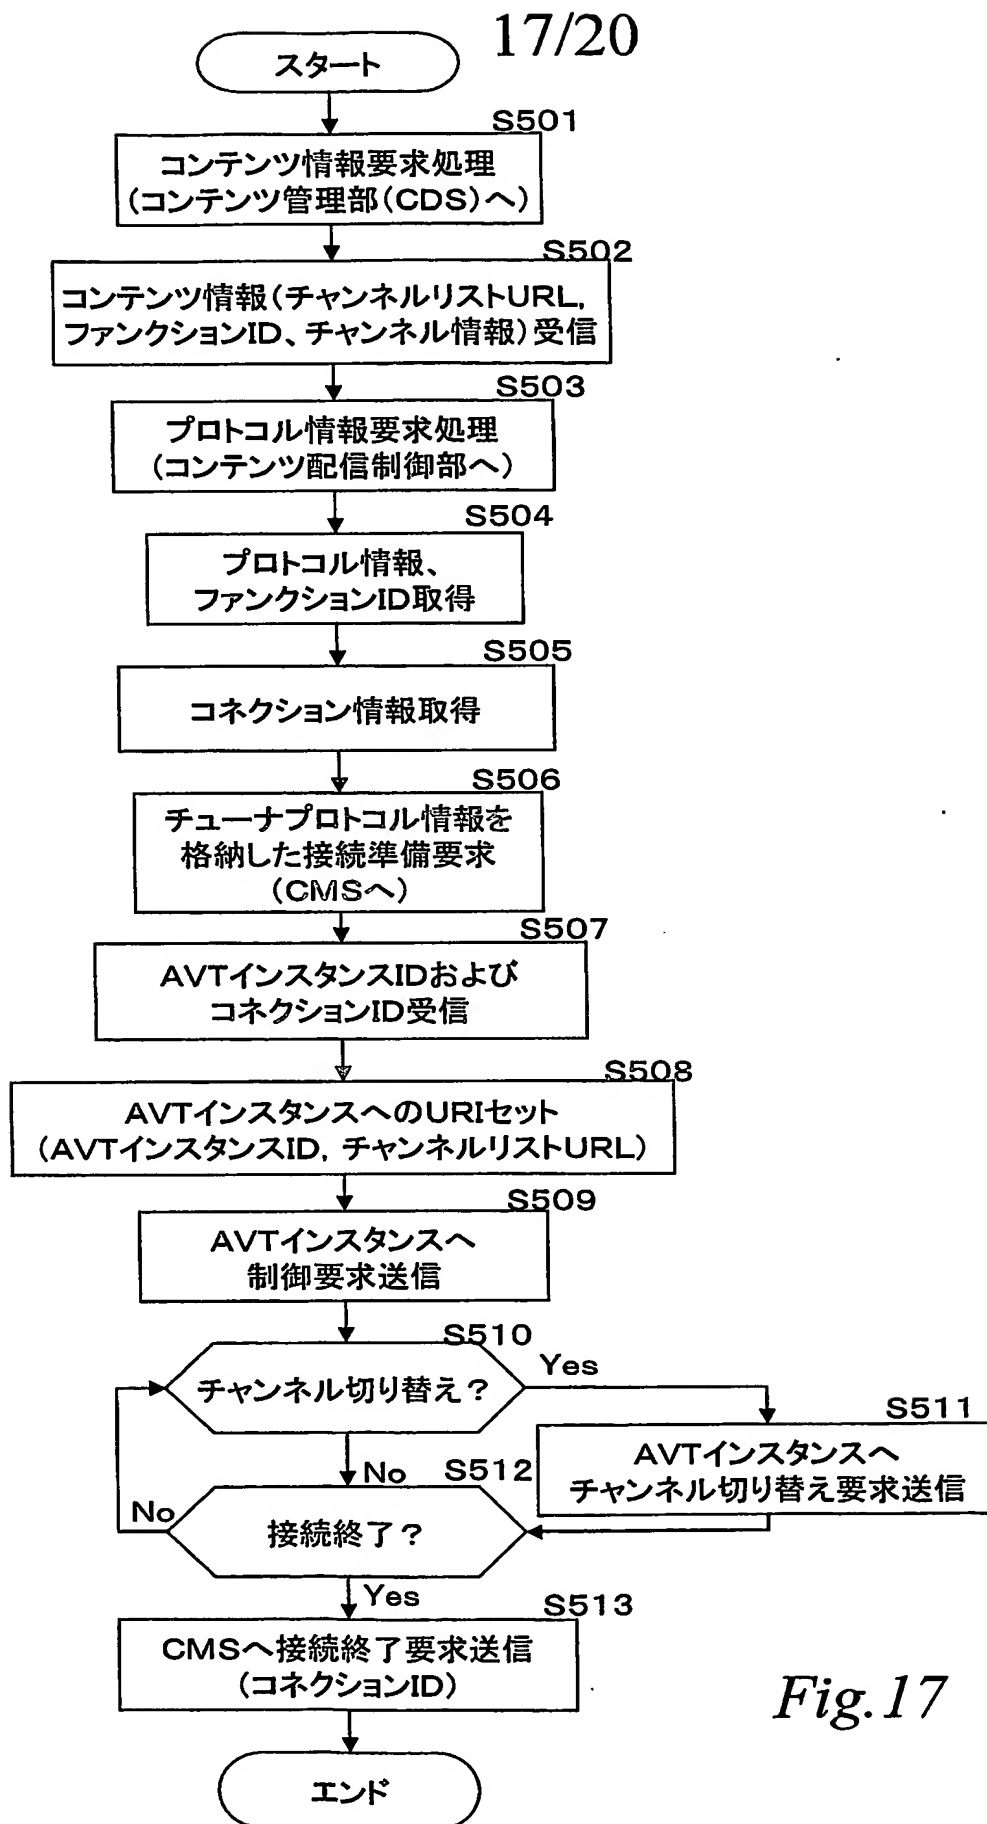 17/20
スタート
S501
コンテンツ情報要求処理
(コンテンツ管理部(CDS)へ)
S502
コンテンツ情報(チャンネルリストURL,
ファンクションID、チャンネル情報)受信
S503
プロトコル情報要求処理
(コンテンツ配信制御部へ)
S504
プロトコル情報、
ファンクションID取得
S505
コネクション情報取得
S506
チューナプロトコル情報を
格納した接続準備要求
(CMSへ)
S507
AVTインスタンスIDおよび
コネクションID受信
S508
AVTインスタンスへのURIセット
(AVTインスタンスID, チャンネルリストURL)
S509
AVTインスタンスへ
制御要求送信
S510
チャンネル切り替え?
Yes
S511
AVTインスタンスへ
チャンネル切り替え要求送信
No
S512
No
接続終了?
Yes
S513
CMSへ接続終了要求送信
(コネクションID)
Fig.17
エンド